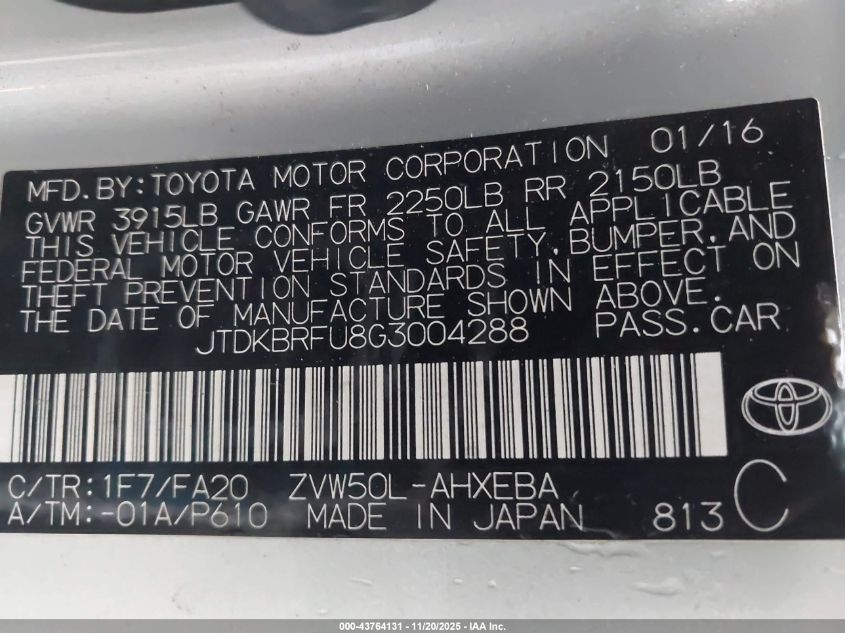 MFD.BY:TOYOTA MOTOR CORPORATION 01/16
GVWR 3915LB GAWR FR 2250LB RR 2150LB
THIS VEHICLE CONFORMS TO ALL APPLICABLE
FEDERAL MOTOR VEHICLE SAFETY,BUMPER,AND
THEFT PREVENTION STANDARDS IN EFFECT ON
THE DATE OF MANUFACTURE SHOWN ABOVE.
JTDKBRFU8G3004288 PASS.CAR
C/TR:1F7/FA20 ZVW50L-AHXEBA
A/TM:-01A/P610 MADE IN JAPAN 813 C
000-43764131 - 11/20/2025 - IAA Inc.